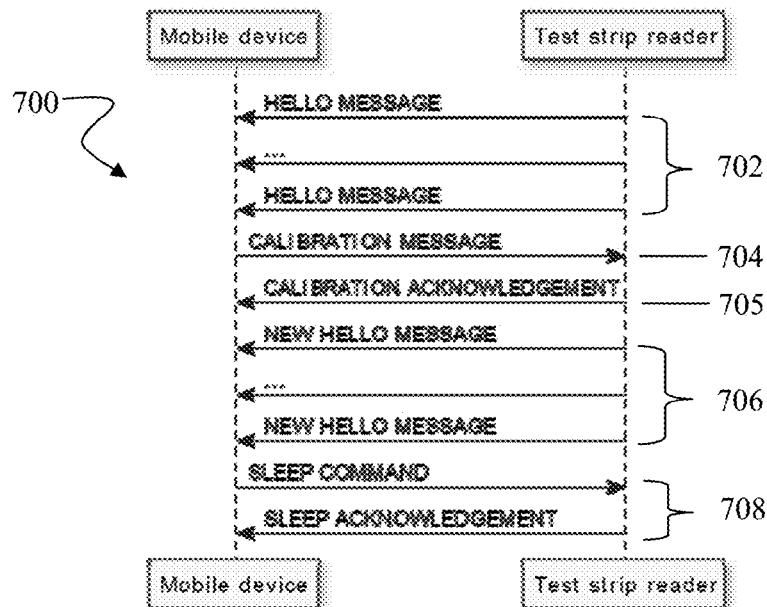 Mobile device Test strip reader
700
HELLO MESSAGE
...
702
HELLO MESSAGE
CALIBRATION MESSAGE
704
CALIBRATION ACKNOWLEDGEMENT
705
NEW HELLO MESSAGE
...
706
NEW HELLO MESSAGE
SLEEP COMMAND
708
SLEEP ACKNOWLEDGEMENT
Mobile device Test strip reader